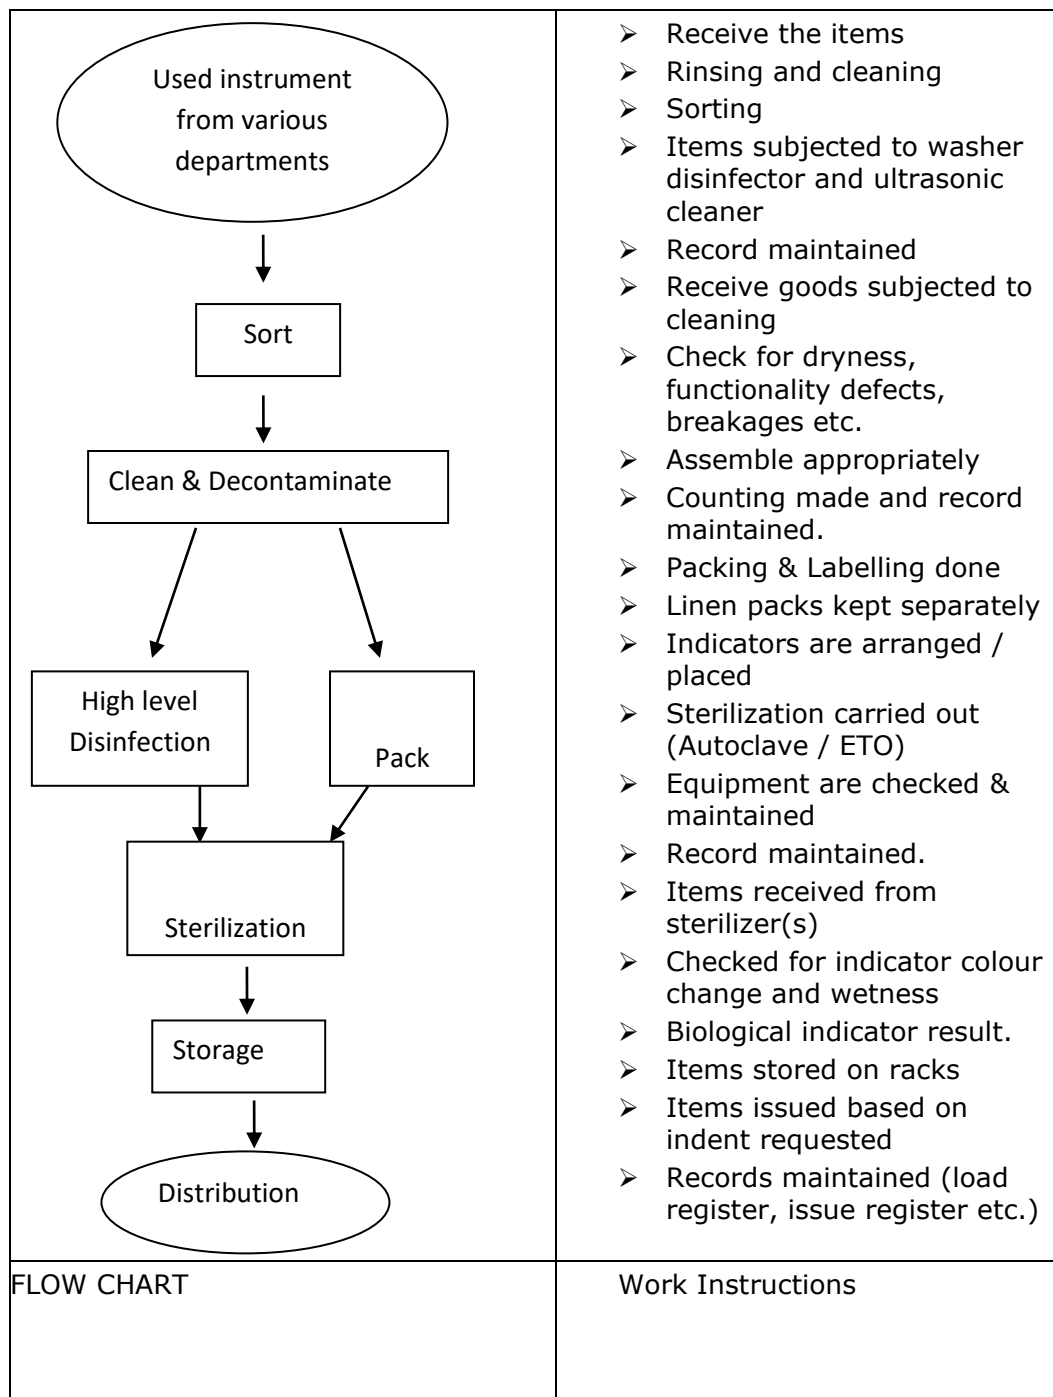 Used instrument
from various
departments
Sort
Clean & Decontaminate
High level
Disinfection
Pack
Sterilization
Storage
Distribution
➢ Receive the items
➢ Rinsing and cleaning
➢ Sorting
➢ Items subjected to washer
disinfector and ultrasonic
cleaner
➢ Record maintained
➢ Receive goods subjected to
cleaning
➢ Check for dryness,
functionality defects,
breakages etc.
➢ Assemble appropriately
➢ Counting made and record
maintained.
➢ Packing & Labelling done
➢ Linen packs kept separately
➢ Indicators are arranged /
placed
➢ Sterilization carried out
(Autoclave / ETO)
➢ Equipment are checked &
maintained
➢ Record maintained.
➢ Items received from
sterilizer(s)
➢ Checked for indicator colour
change and wetness
➢ Biological indicator result.
➢ Items stored on racks
➢ Items issued based on
indent requested
➢ Records maintained (load
register, issue register etc.)
FLOW CHART
Work Instructions